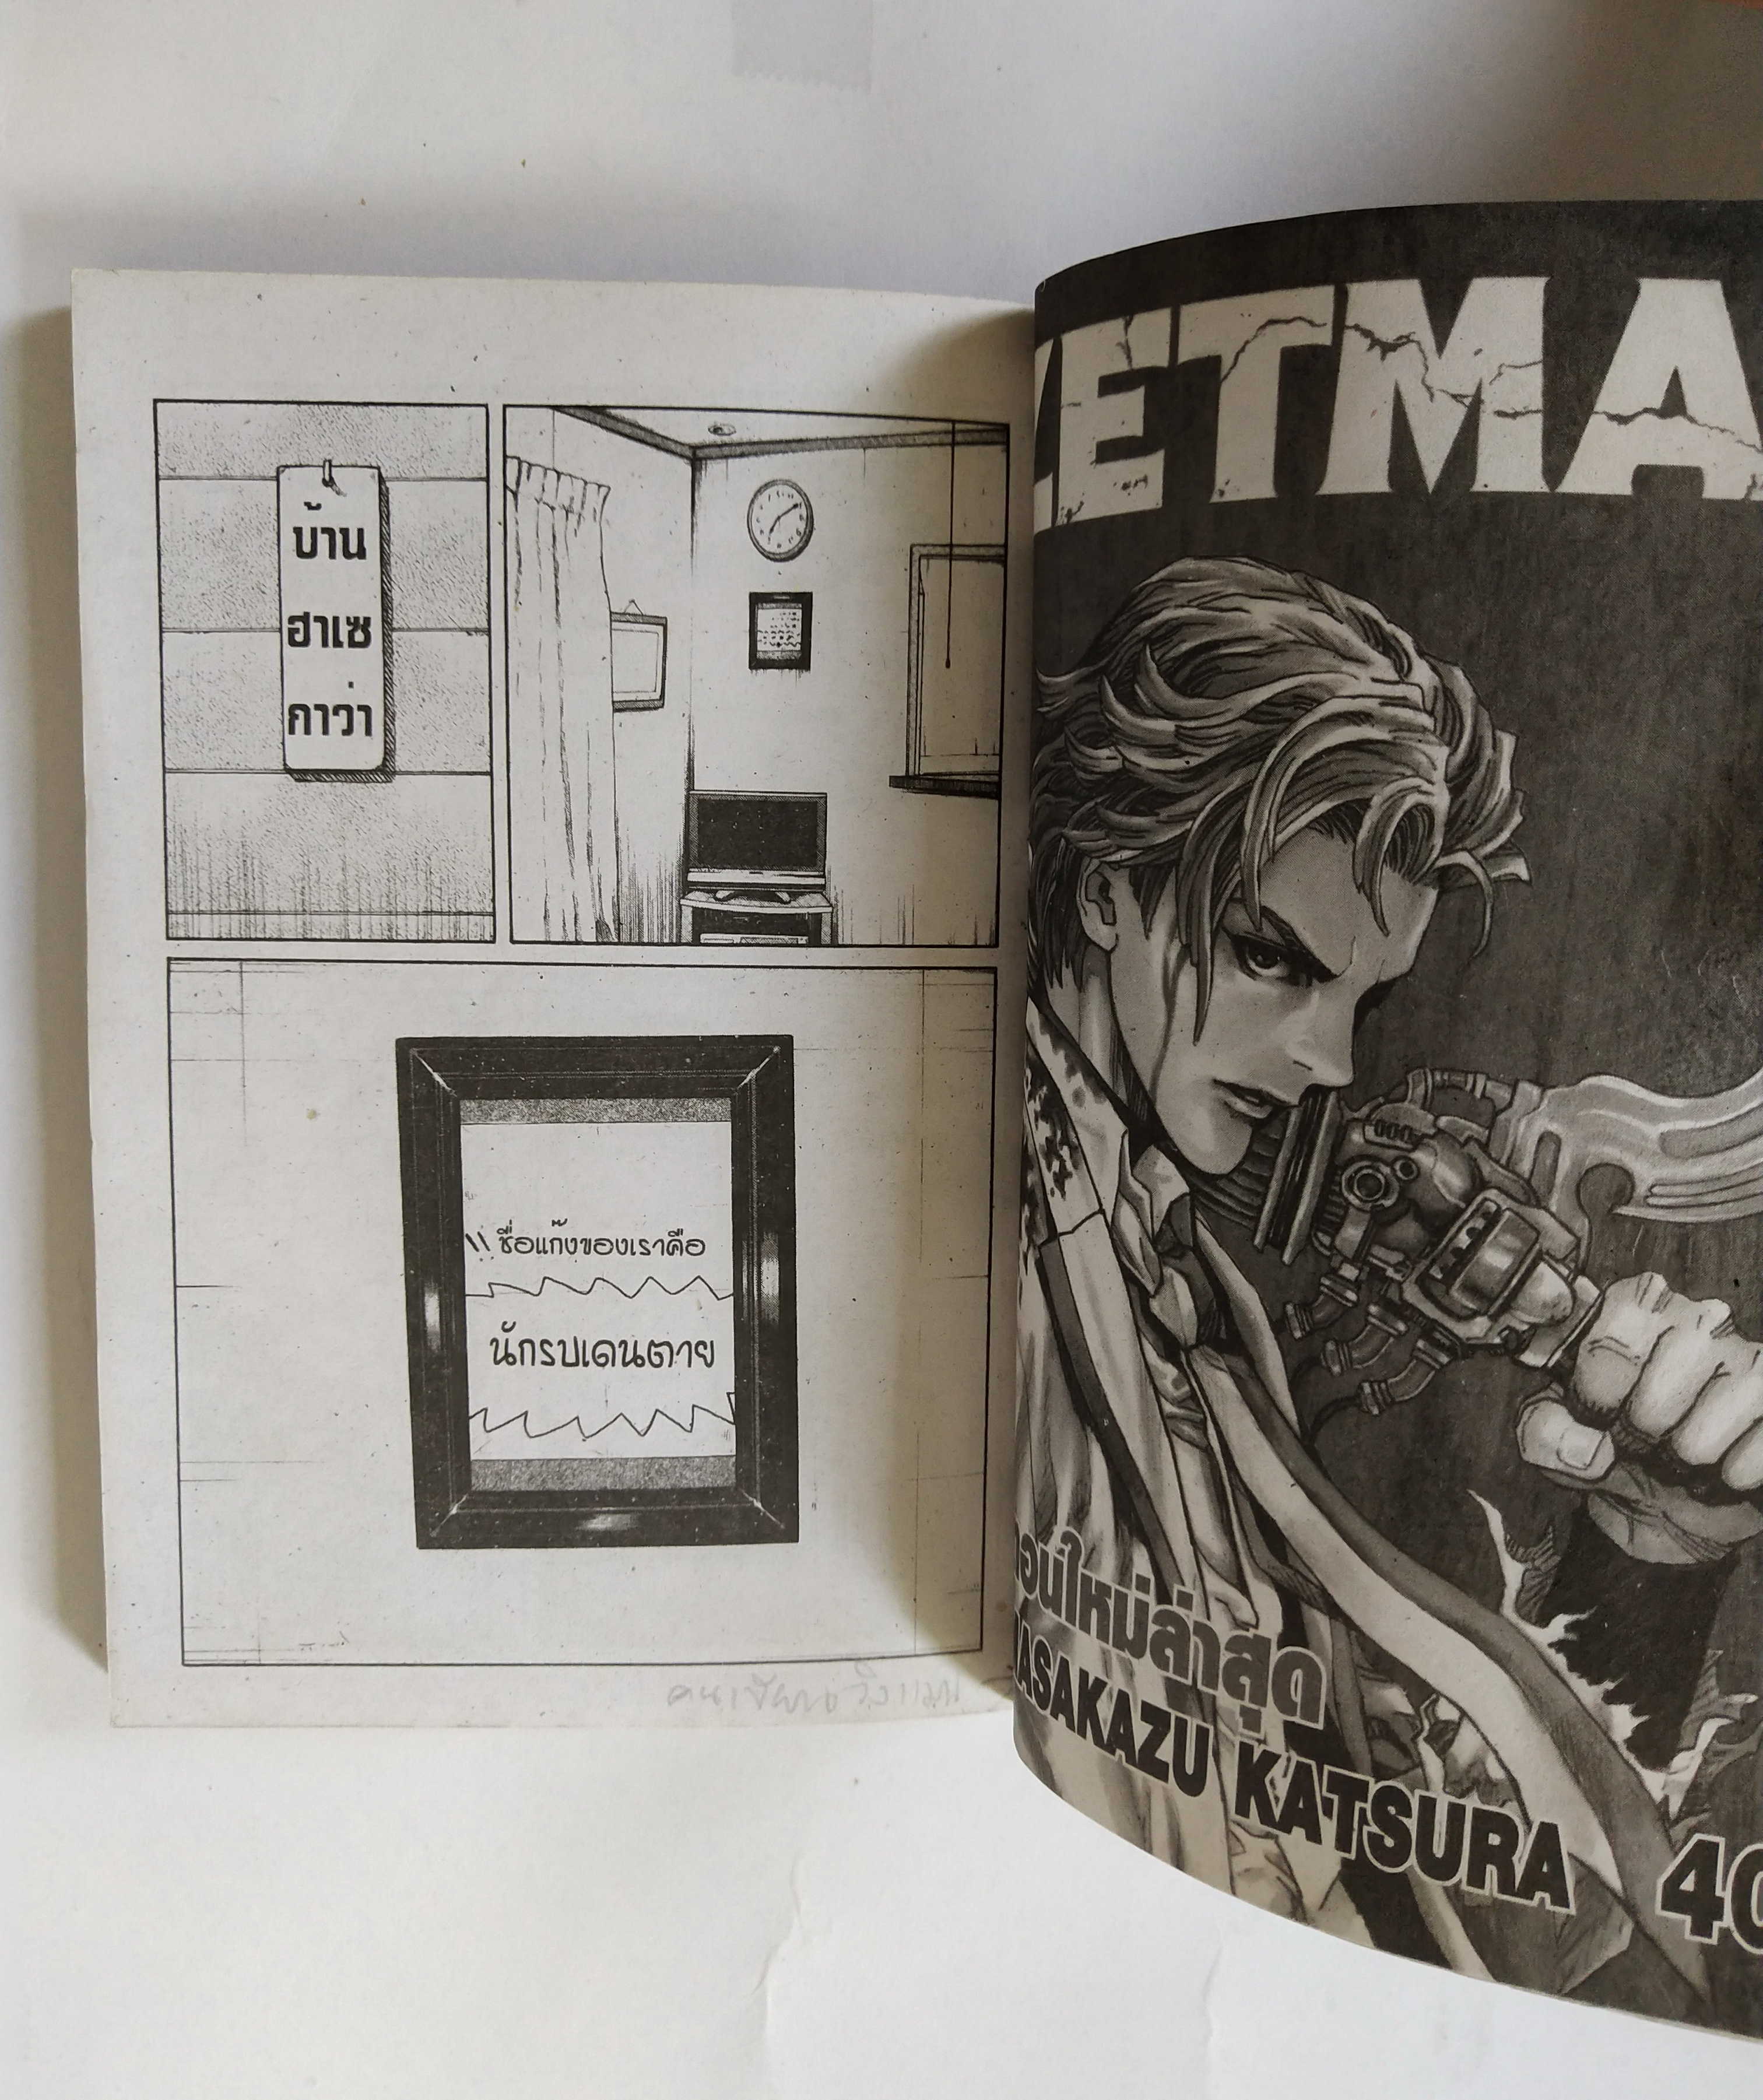 บ้าน
ฮาเซ
กาว่า
ชื่อแก๊งของเราคือ
นักรบเดนตาย
ZETMA
ตอนใหม่ล่าสุด
MASAKAZU KATSURA
40